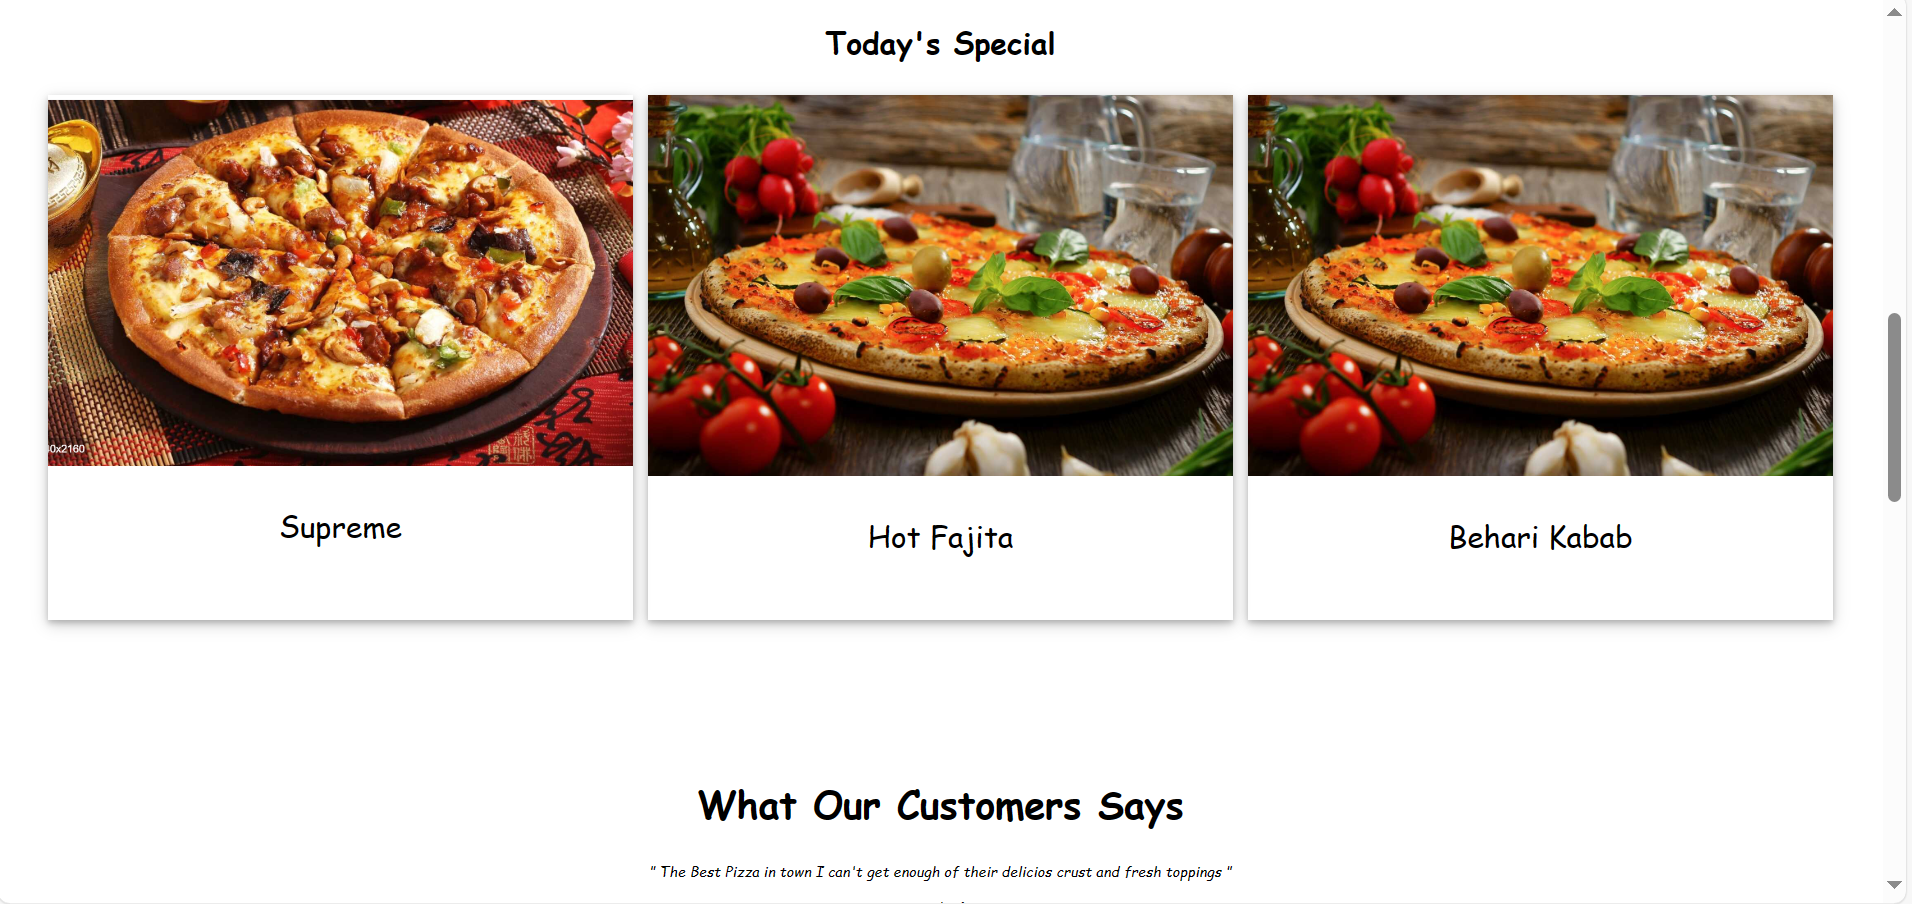 Today's Special
0x2160
Supreme
Hot Fajita
Behari Kabab
What Our Customers Says
" The Best Pizza in town I can't get enough of their delicios crust and fresh toppings "